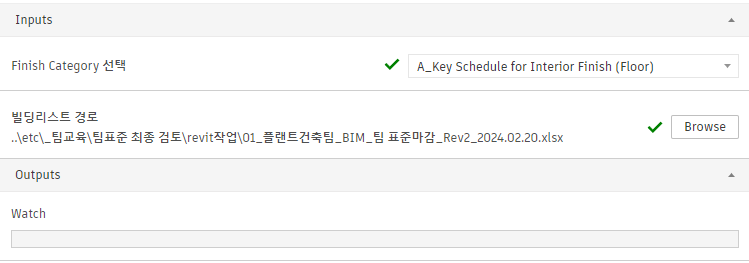 Inputs
Finish Category 선택
A_Key Schedule for Interior Finish (Floor)
빌딩리스트 경로
..\etc\_팀교육\팀표준 최종 검토\revit작업\01_플랜트건축팀_BIM_팀 표준마감_Rev2_2024.02.20.xlsx
Browse
Outputs
Watch